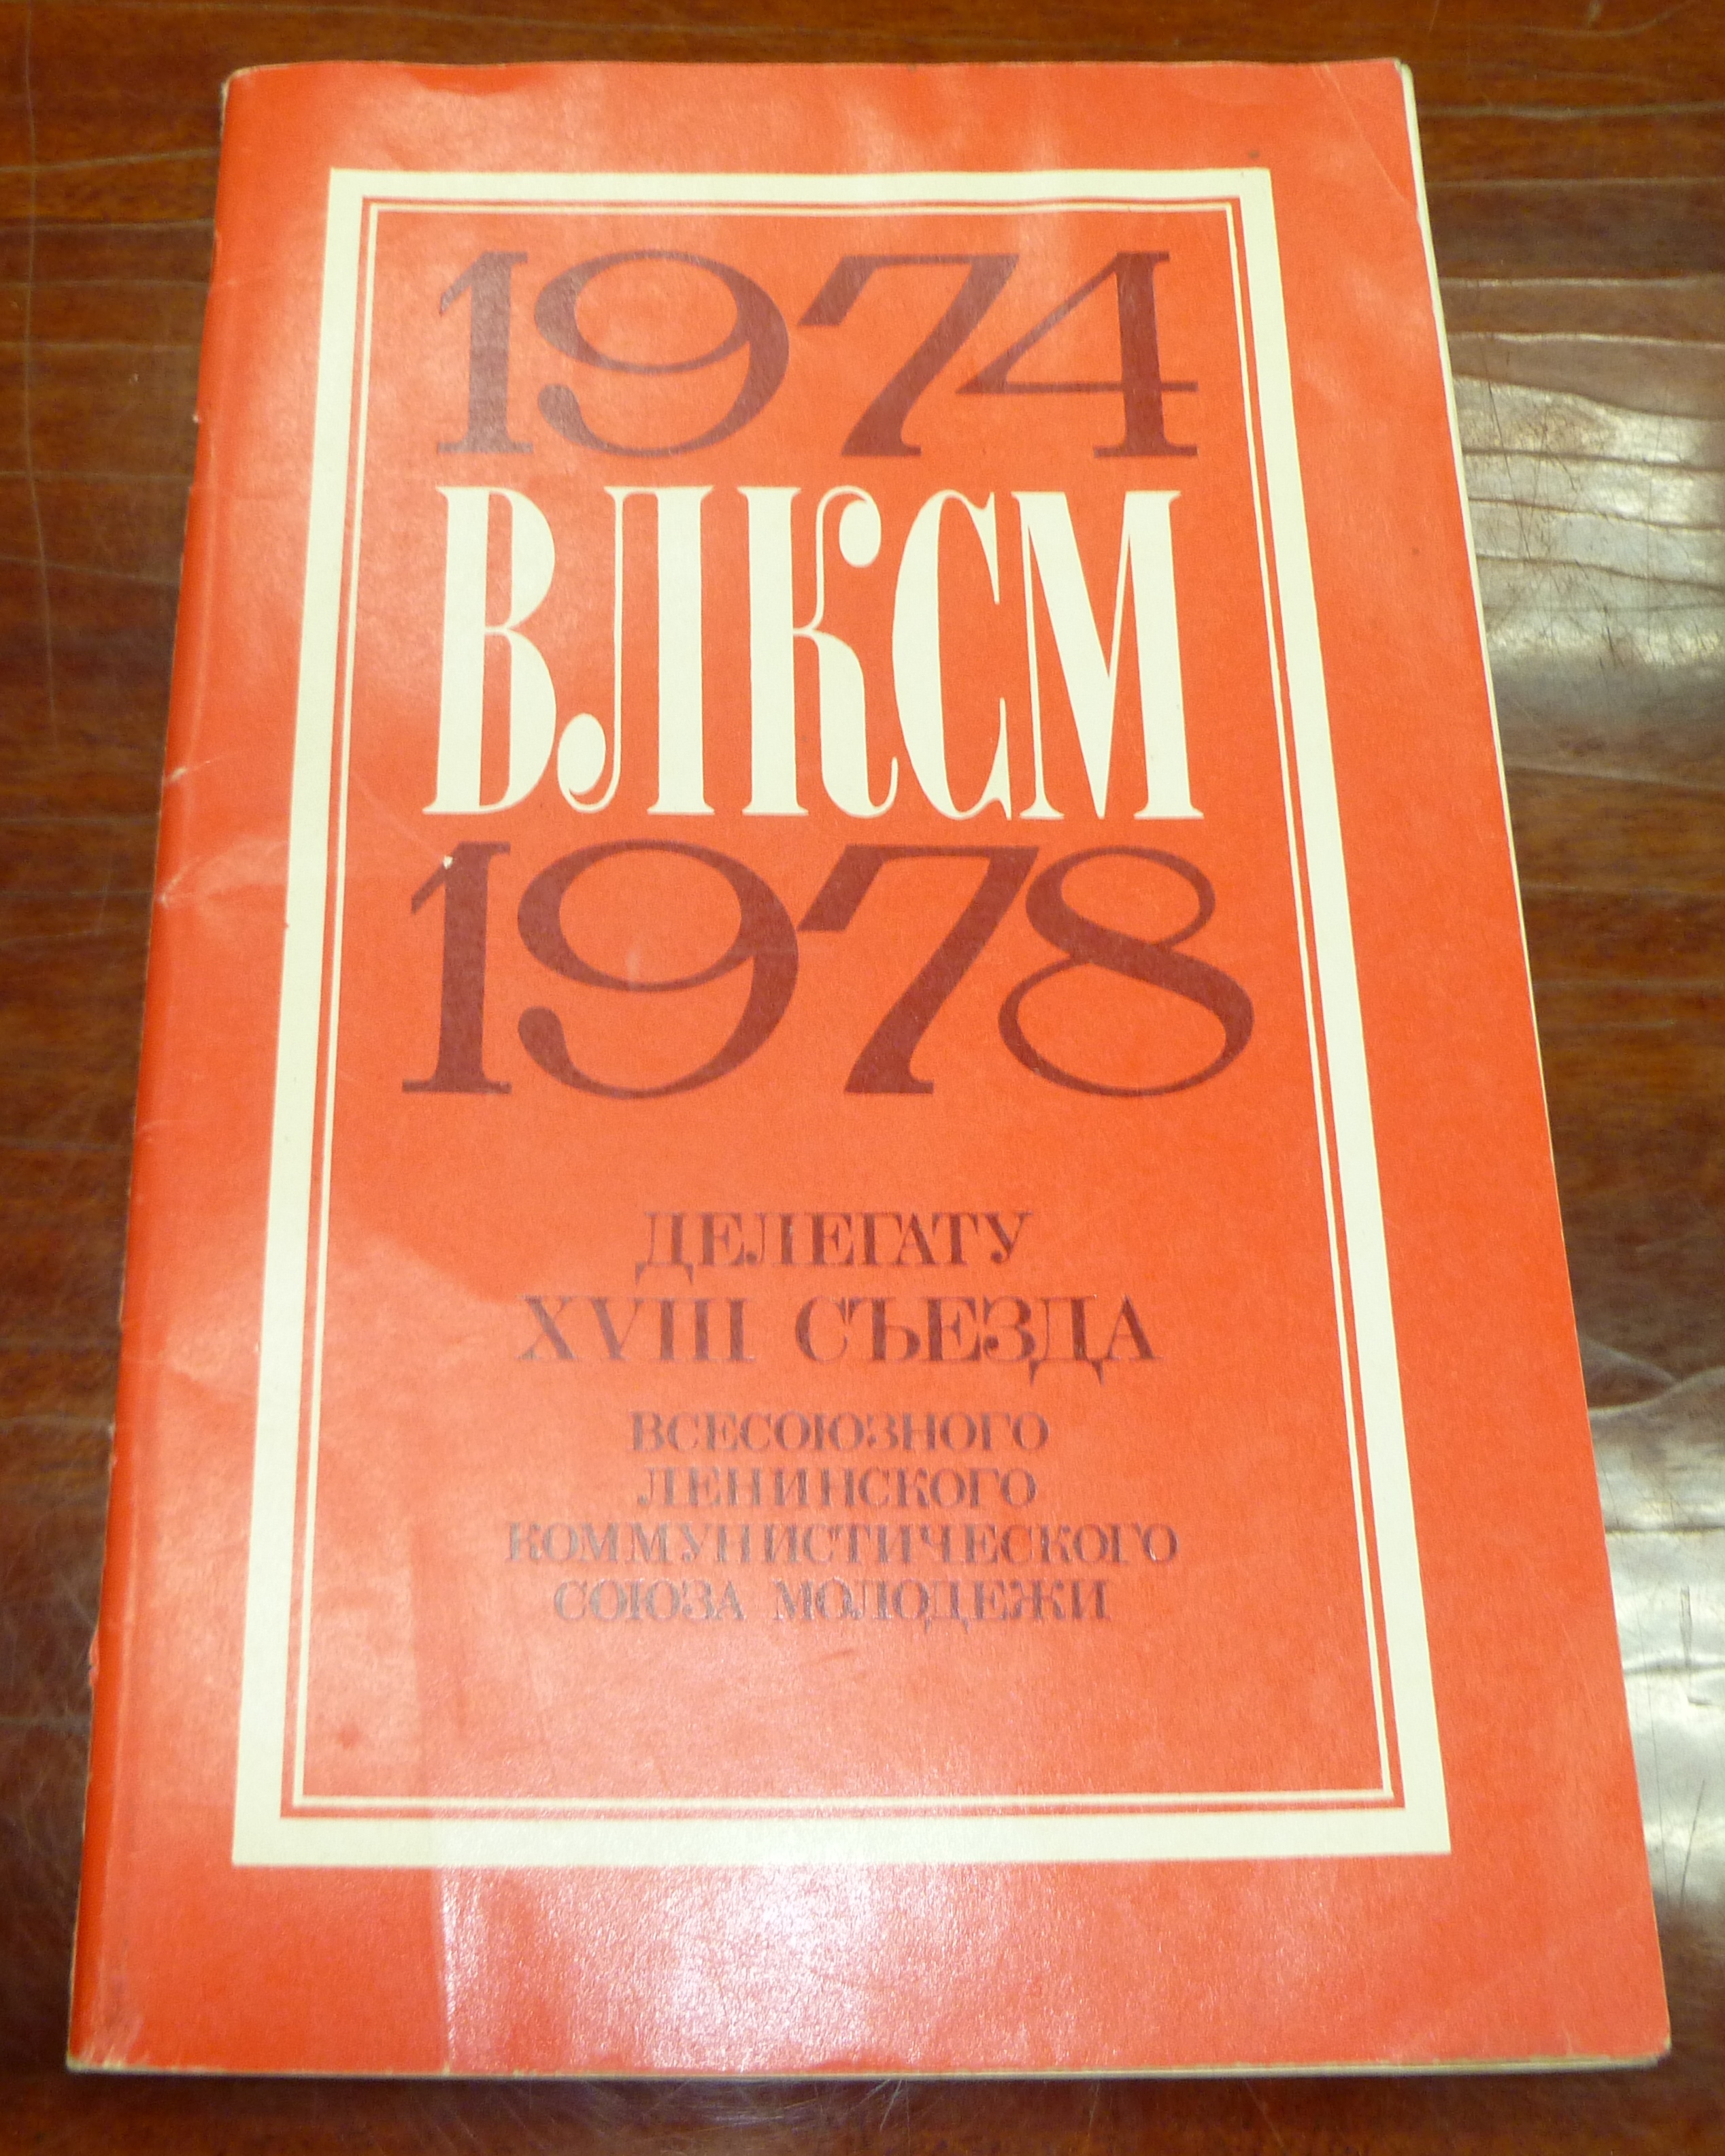 1974
ВЛКСМ
1978
ДЕЛЕГАТУ
XVIII СЪЕЗДА
ВСЕСОЮЗНОГО
ЛЕНИНСКОГО
КОММУНИСТИЧЕСКОГО
СОЮЗА МОЛОДЕЖИ